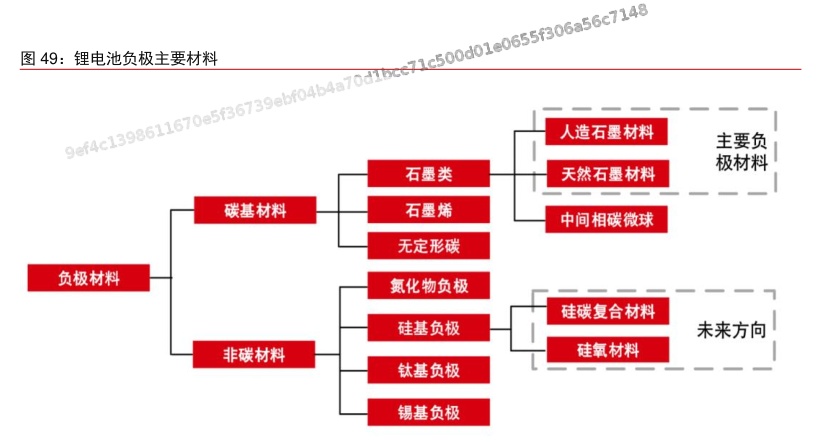 图 49：锂电池负极主要材料
9ef4c1398611670e5f36739ebf04b4a70d1bcc71c500d01e0655f306a56c7148
负极材料
碳基材料
石墨类
人造石墨材料
天然石墨材料
主要负
极材料
中间相碳微球
石墨烯
无定形碳
非碳材料
氮化物负极
硅基负极
硅碳复合材料
硅氧材料
未来方向
钛基负极
锡基负极